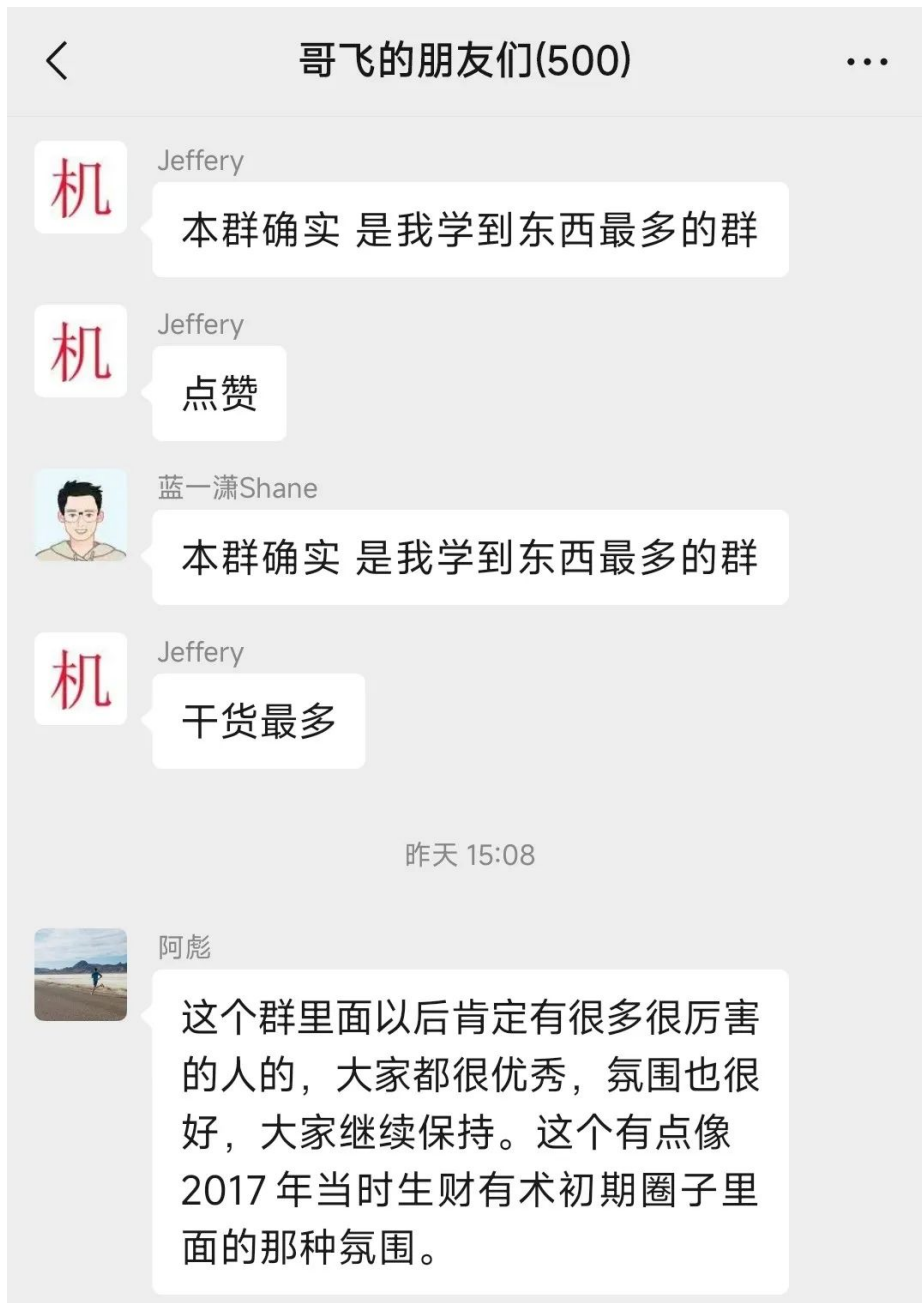 哥飞的朋友们(500)
机
Jeffery
本群确实 是我学到东西最多的群
机
Jeffery
点赞
蓝一潇Shane
本群确实 是我学到东西最多的群
机
Jeffery
干货最多
昨天 15:08
阿彪
这个群里面以后肯定有很多很厉害
的人的，大家都很优秀，氛围也很
好，大家继续保持。这个有点像
2017 年当时生财有术初期圈子里
面的那种氛围。